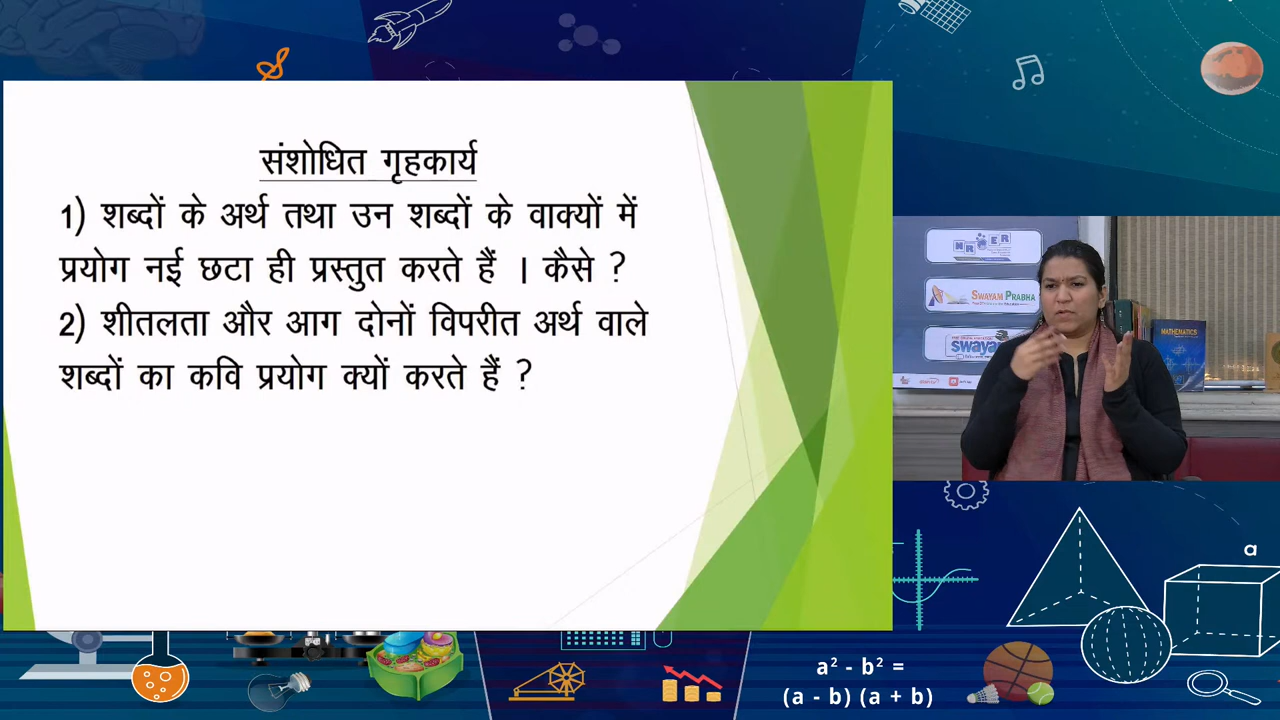 संशोधित गृहकार्य
1) शब्दों के अर्थ तथा उन शब्दों के वाक्यों में
प्रयोग नई छटा ही प्रस्तुत करते हैं । कैसे ?
2) शीतलता और आग दोनों विपरीत अर्थ वाले
शब्दों का कवि प्रयोग क्यों करते हैं ?
SWAYAM PRABHA
swayam
MATHEMATICS
a
a² - b² =
(a - b) (a + b)